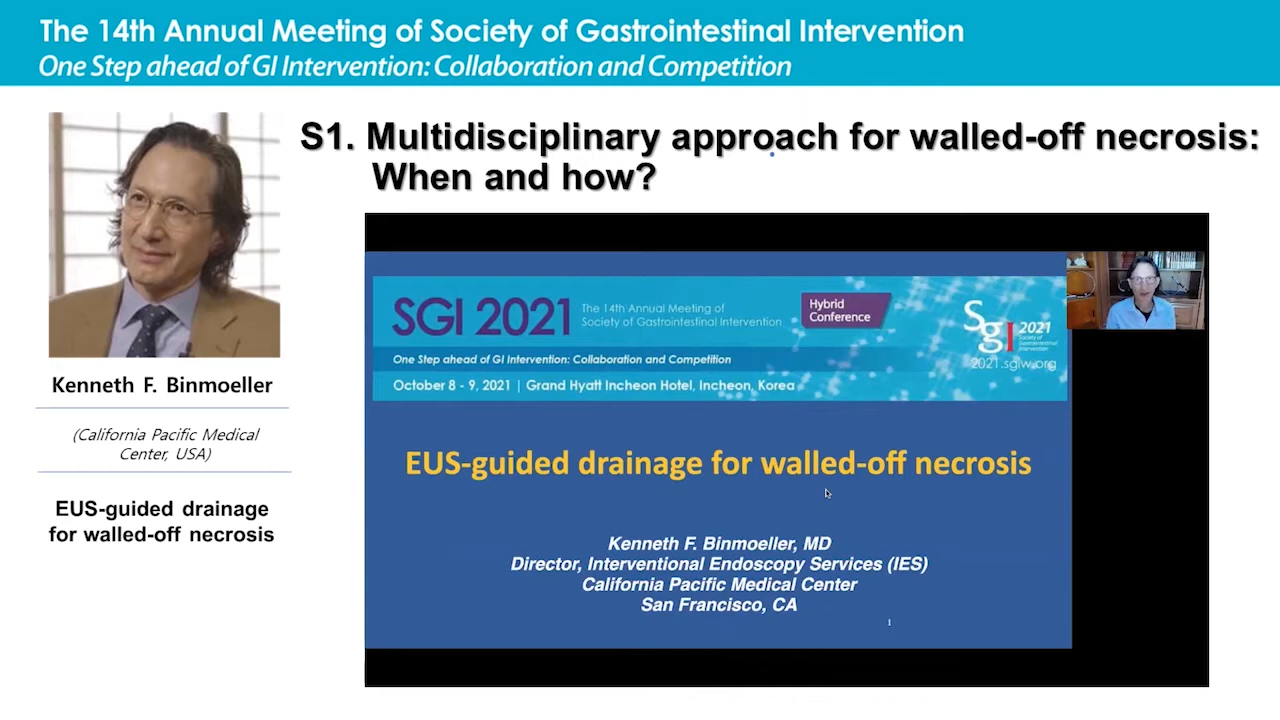 The 14th Annual Meeting of Society of Gastrointestinal Intervention
One Step ahead of GI Intervention: Collaboration and Competition
S1. Multidisciplinary approach for walled-off necrosis:
When and how?
Kenneth F. Binmoeller
(California Pacific Medical
Center, USA)
EUS-guided drainage
for walled-off necrosis
SGI 2021
The 14th Annual Meeting of
Society of Gastrointestinal Intervention
Hybrid
Conference
SgI 2021
Society of
Gastrointestinal
Intervention
2021.sgiw.org
One Step ahead of GI Intervention: Collaboration and Competition
October 8 - 9, 2021 | Grand Hyatt Incheon Hotel, Incheon, Korea
EUS-guided drainage for walled-off necrosis
Kenneth F. Binmoeller, MD
Director, Interventional Endoscopy Services (IES)
California Pacific Medical Center
San Francisco, CA
1